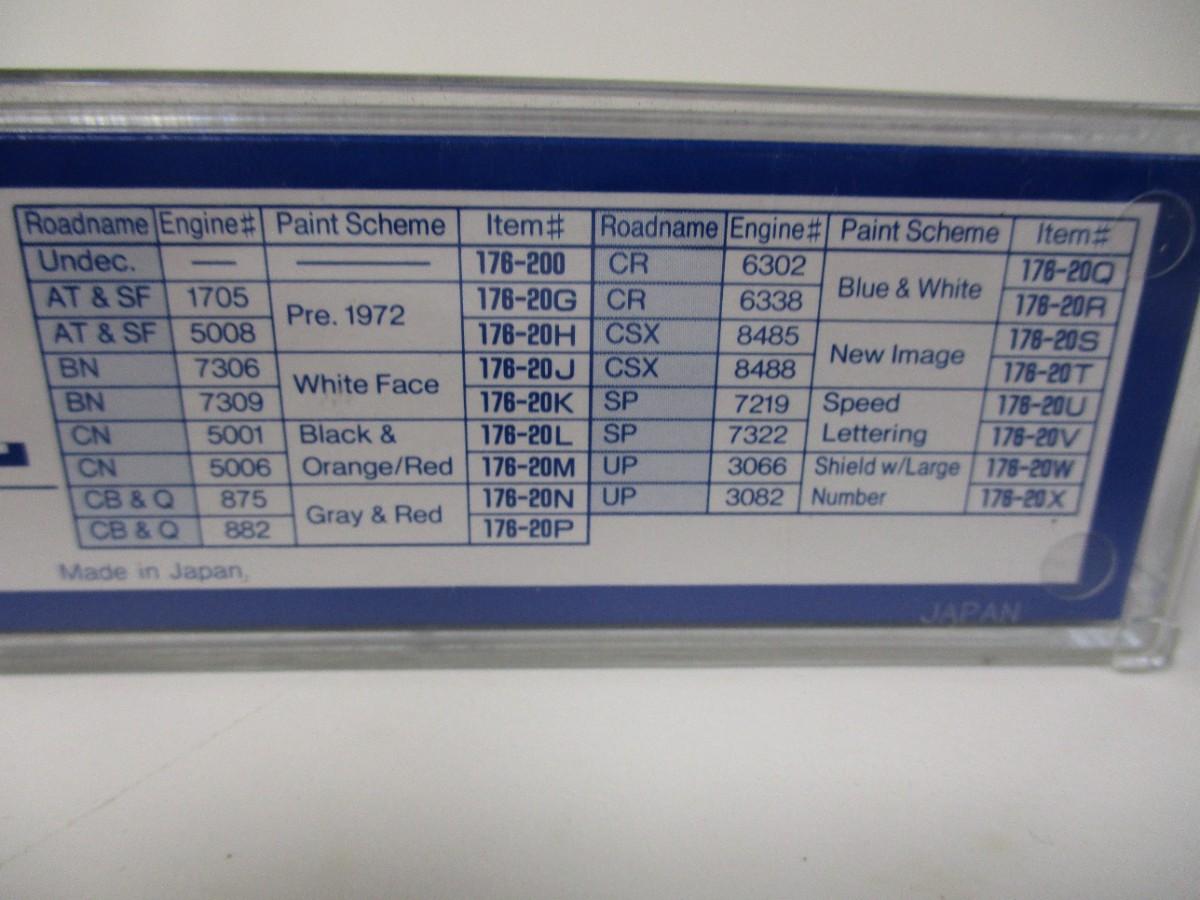 Roadname Engine# Paint Scheme Item# Roadname Engine# Paint Scheme Item#
Undec. — — 176-200 CR 6302 Blue & White 176-20Q
AT & SF 1705 Pre. 1972 176-20G CR 6338 176-20R
AT & SF 5008 176-20H CSX 8485 New Image 176-20S
BN 7306 White Face 176-20J CSX 8488 176-20T
BN 7309 176-20K SP 7219 Speed 176-20U
CN 5001 Black & 176-20L SP 7322 Lettering 176-20V
CN 5006 Orange/Red 176-20M UP 3066 Shield w/Large 176-20W
CB & Q 875 Gray & Red 176-20N UP 3082 Number 176-20X
CB & Q 882 176-20P
Made in Japan,
JAPAN